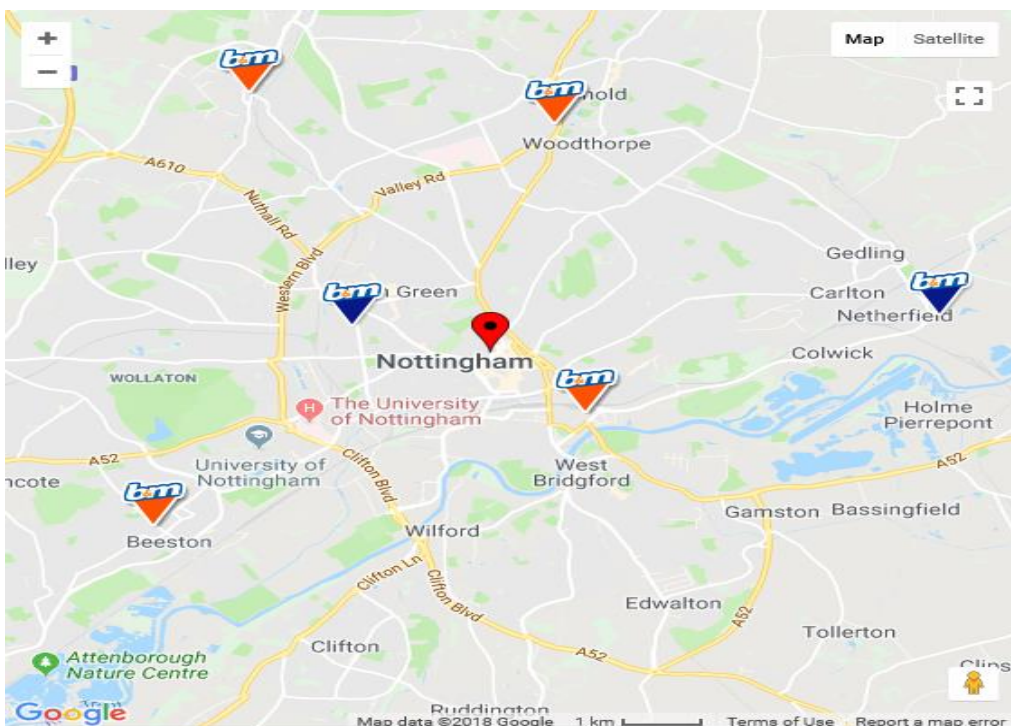 +
Map Satellite
−
b&m
b&m
nold
Woodthorpe
A610
Valley Rd
Nuthall Rd
Gedling
lley
Western Blvd
b&m
n Green
b&m
Carlton
Netherfield
Nottingham
Colwick
WOLLATON
b&m
H
The University
of Nottingham
Holme
Pierrepont
A52
University of
Nottingham
Clifton Blvd
West
Bridgford
A52
ncote
b&m
Gamston
Bassingfield
Beeston
Wilford
Clifton Ln
Clifton Blvd
Edwalton
A52
Tollerton
Clifton
A52
Attenborough
Nature Centre
Clips
Ruddington
Google
Map data ©2018 Google 1 km Terms of Use Report a map error